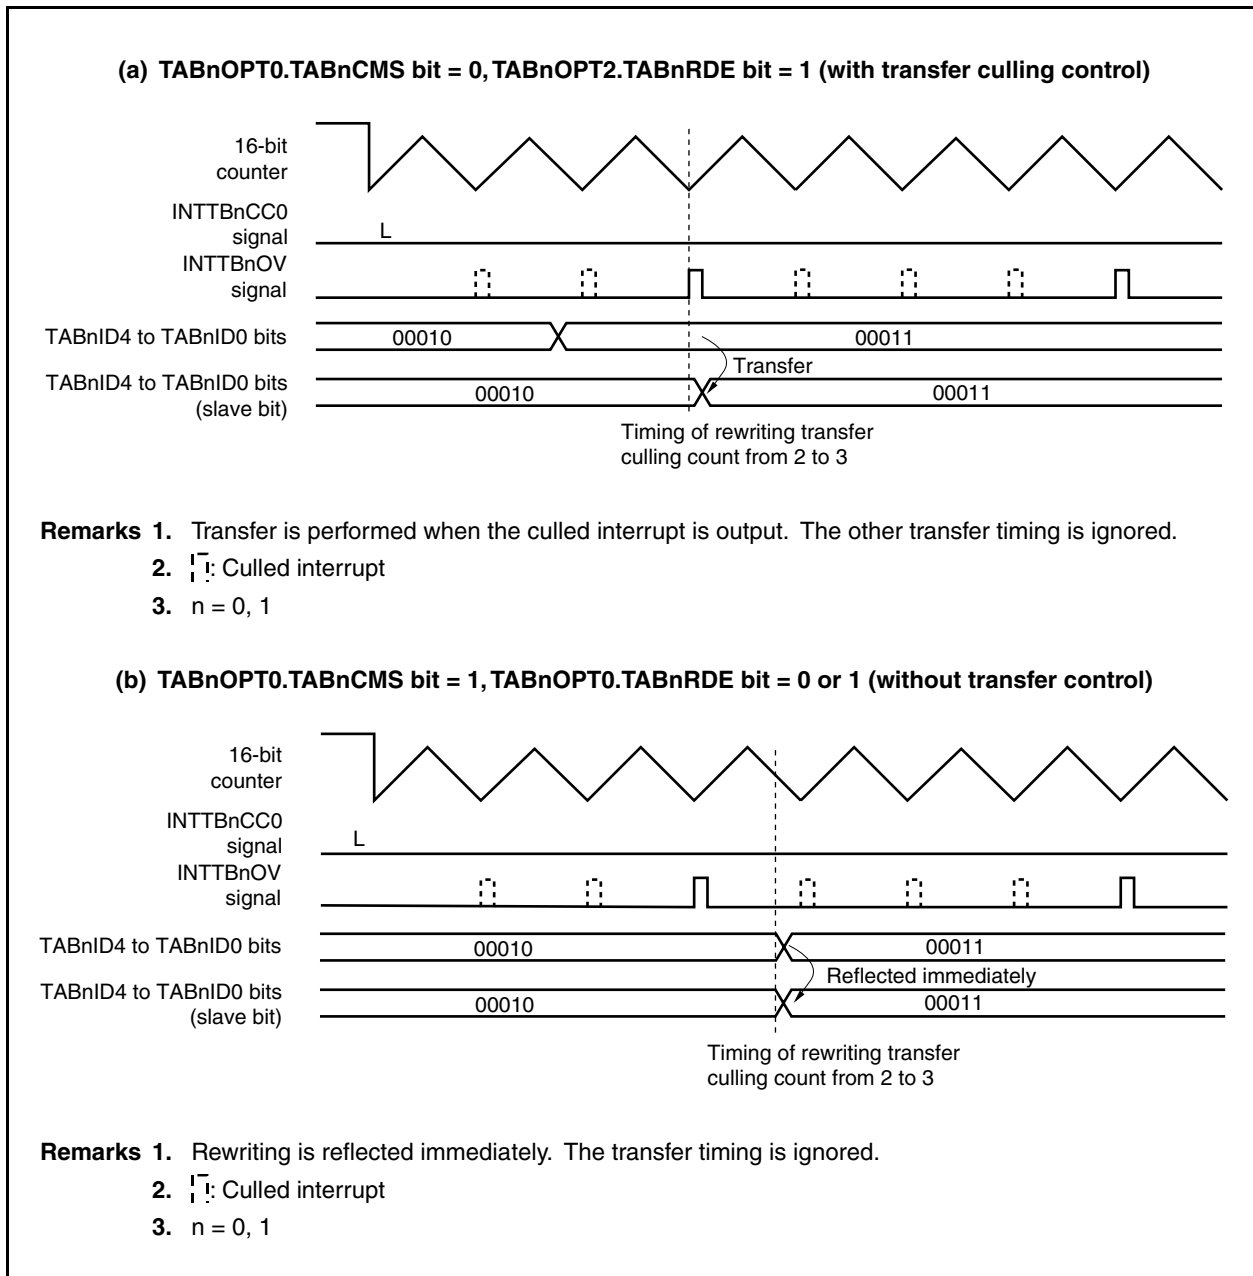 (a) TABnOPT0.TABnCMS bit = 0, TABnOPT2.TABnRDE bit = 1 (with transfer culling control)
16-bit
counter
INTTBnCC0
signal
L
INTTBnOV
signal
TABnID4 to TABnID0 bits
00010
00011
Transfer
TABnID4 to TABnID0 bits
(slave bit)
00010
00011
Timing of rewriting transfer
culling count from 2 to 3
Remarks 1. Transfer is performed when the culled interrupt is output. The other transfer timing is ignored.
2. : Culled interrupt
3. n = 0, 1
(b) TABnOPT0.TABnCMS bit = 1, TABnOPT0.TABnRDE bit = 0 or 1 (without transfer control)
16-bit
counter
INTTBnCC0
signal
L
INTTBnOV
signal
TABnID4 to TABnID0 bits
00010
00011
Reflected immediately
TABnID4 to TABnID0 bits
(slave bit)
00010
00011
Timing of rewriting transfer
culling count from 2 to 3
Remarks 1. Rewriting is reflected immediately. The transfer timing is ignored.
2. : Culled interrupt
3. n = 0, 1